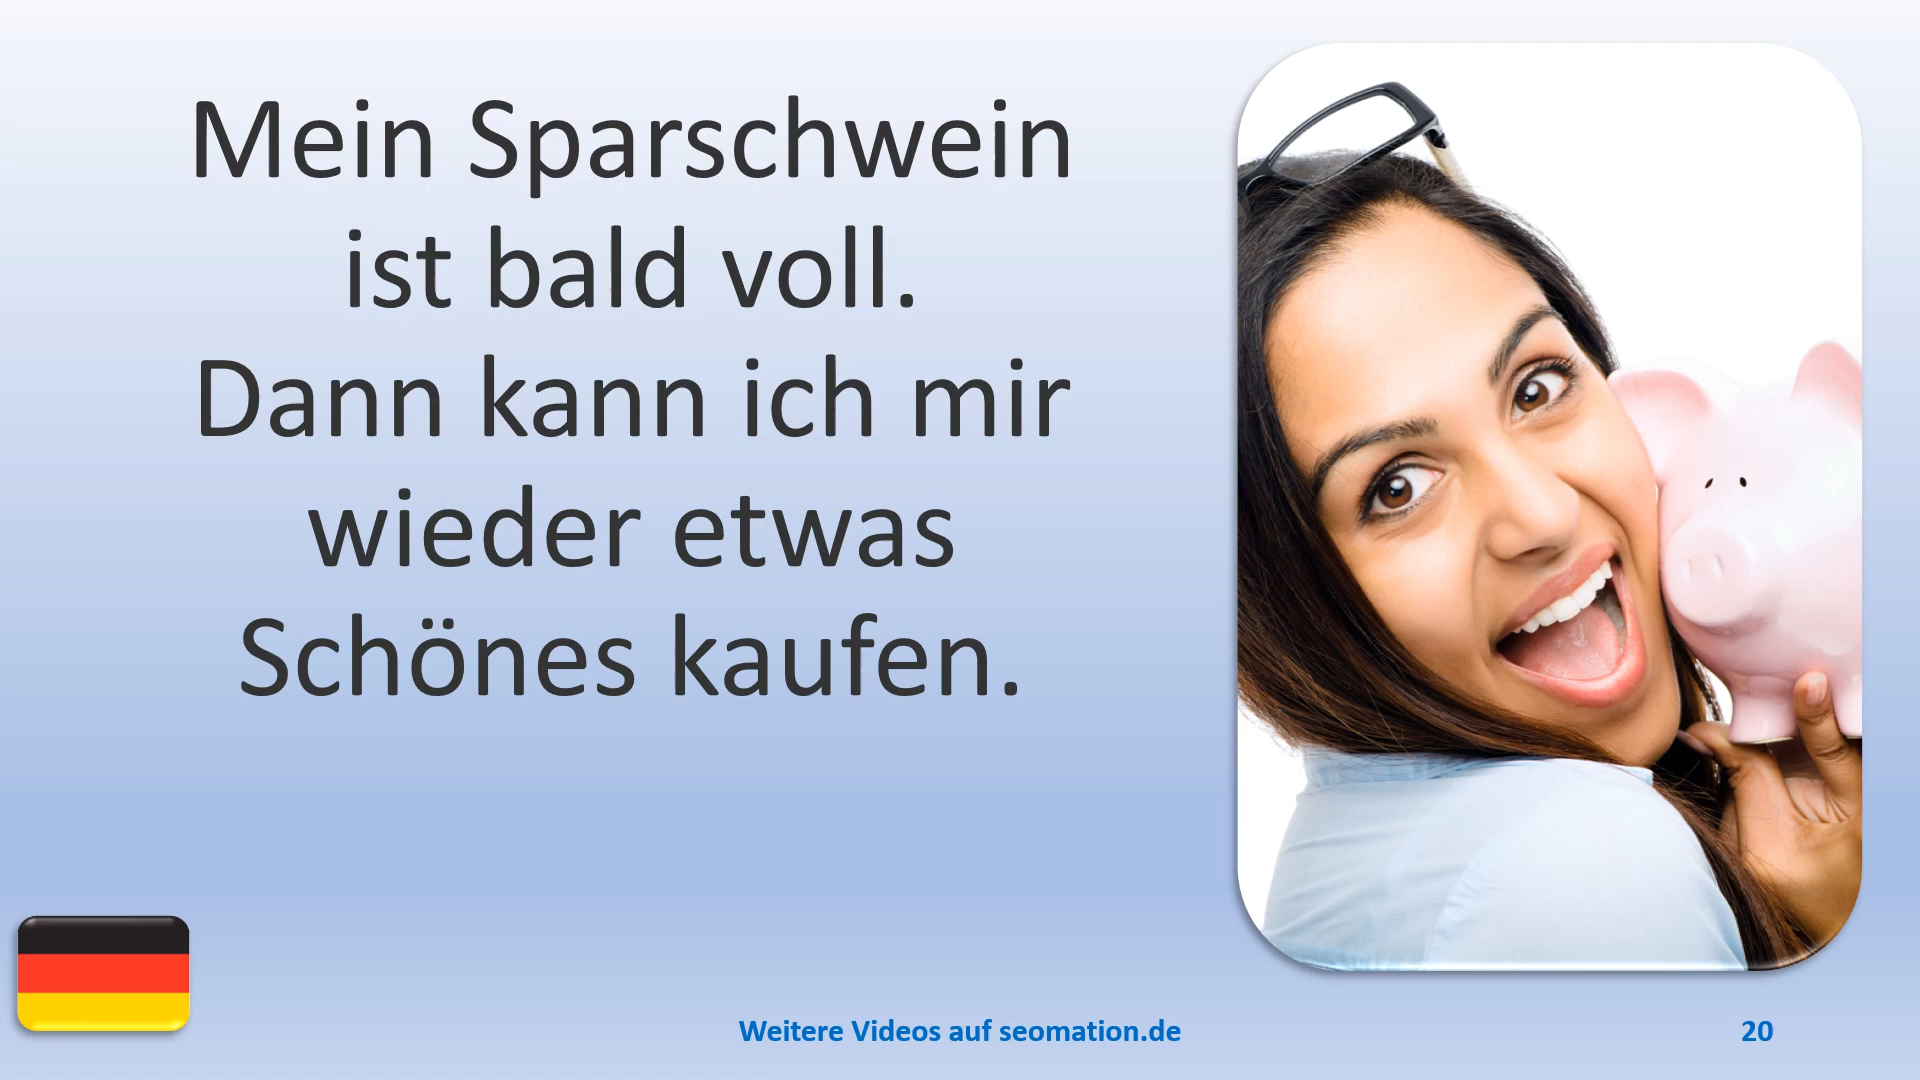 Mein Sparschwein
ist bald voll.
Dann kann ich mir
wieder etwas
Schönes kaufen.
Weitere Videos auf seomation.de
20